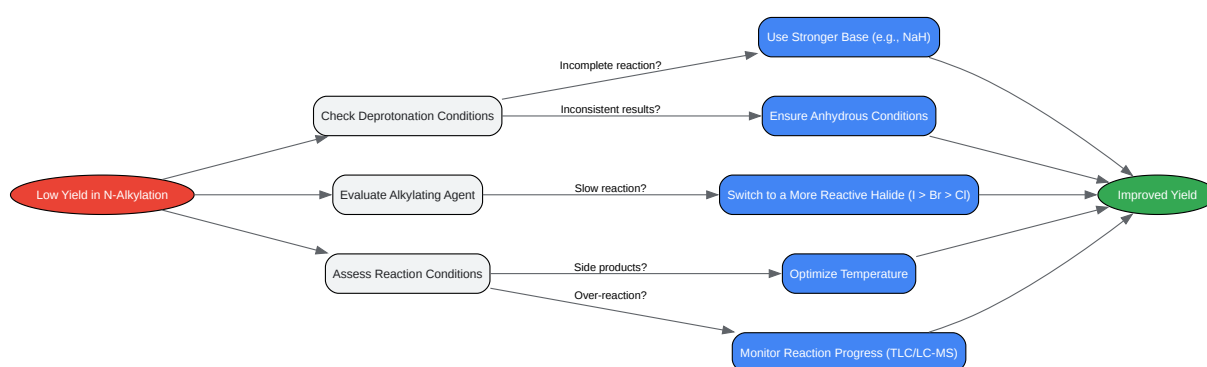 Use Stronger Base (e.g., NaH)
Incomplete reaction?
Check Deprotonation Conditions
Inconsistent results?
Ensure Anhydrous Conditions
Low Yield in N-Alkylation
Evaluate Alkylating Agent
Slow reaction?
Switch to a More Reactive Halide (I > Br > Cl)
Improved Yield
Assess Reaction Conditions
Side products?
Optimize Temperature
Over-reaction?
Monitor Reaction Progress (TLC/LC-MS)